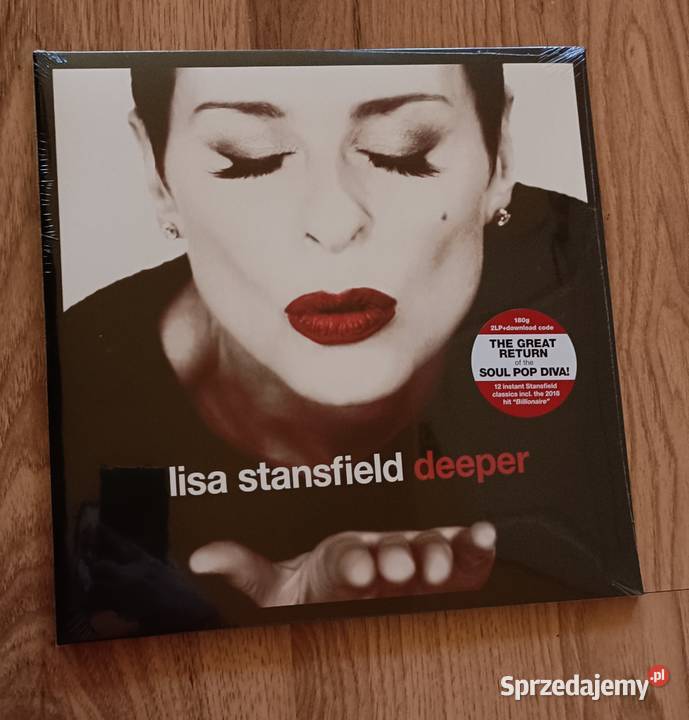 180g
2LP+download code
THE GREAT
RETURN
of the
SOUL POP DIVA!
12 instant Stansfield
classics incl. the 2018
hit "Billionaire"
lisa stansfield deeper
Sprzedajemy.pl